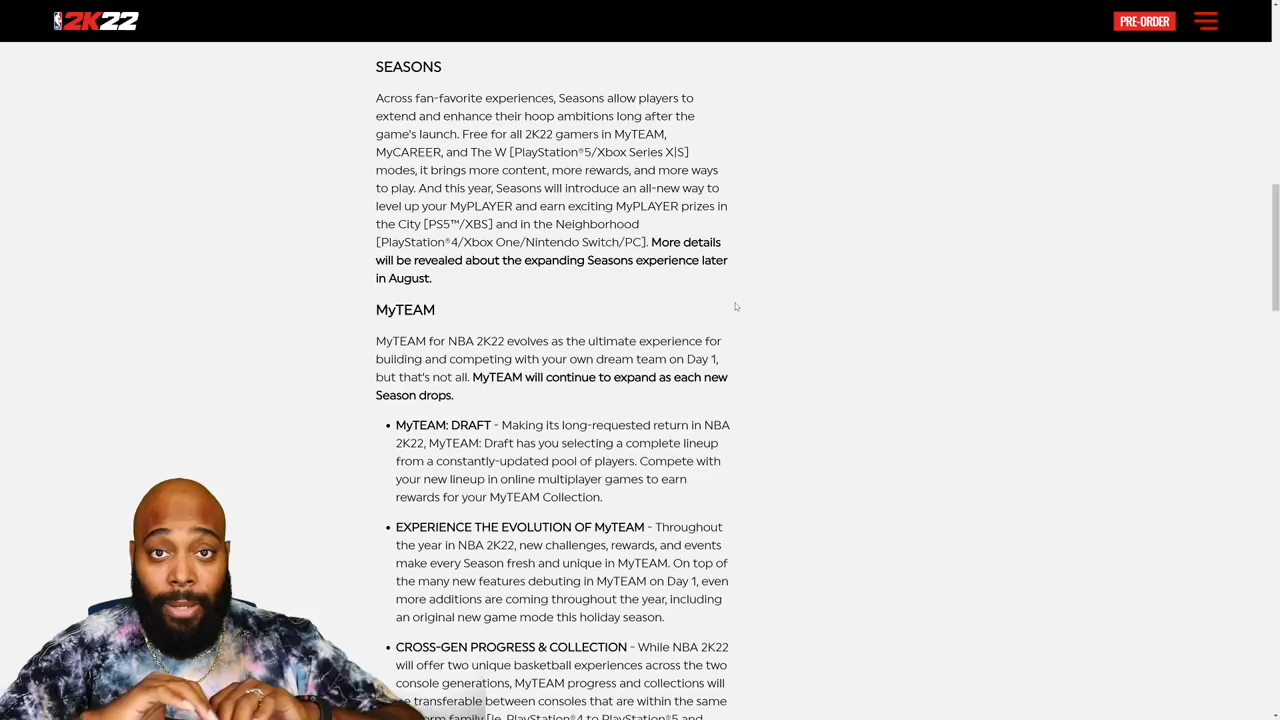 2K22
PRE-ORDER
SEASONS
Across fan-favorite experiences, Seasons allow players to
extend and enhance their hoop ambitions long after the
game's launch. Free for all 2K22 gamers in MyTEAM,
MyCAREER, and The W [PlayStation®5/Xbox Series X|S]
modes, it brings more content, more rewards, and more ways
to play. And this year, Seasons will introduce an all-new way to
level up your MyPLAYER and earn exciting MyPLAYER prizes in
the City [PS5™/XBS] and in the Neighborhood
[PlayStation®4/Xbox One/Nintendo Switch/PC]. More details
will be revealed about the expanding Seasons experience later
in August.
MyTEAM
MyTEAM for NBA 2K22 evolves as the ultimate experience for
building and competing with your own dream team on Day 1,
but that's not all. MyTEAM will continue to expand as each new
Season drops.
• MyTEAM: DRAFT - Making its long-requested return in NBA
2K22, MyTEAM: Draft has you selecting a complete lineup
from a constantly-updated pool of players. Compete with
your new lineup in online multiplayer games to earn
rewards for your MyTEAM Collection.
• EXPERIENCE THE EVOLUTION OF MyTEAM - Throughout
the year in NBA 2K22, new challenges, rewards, and events
make every Season fresh and unique in MyTEAM. On top of
the many new features debuting in MyTEAM on Day 1, even
more additions are coming throughout the year, including
an original new game mode this holiday season.
• CROSS-GEN PROGRESS & COLLECTION - While NBA 2K22
will offer two unique basketball experiences across the two
console generations, MyTEAM progress and collections will
transferable between consoles that are within the same
family [ie. PlayStation®4 to PlayStation®5 and